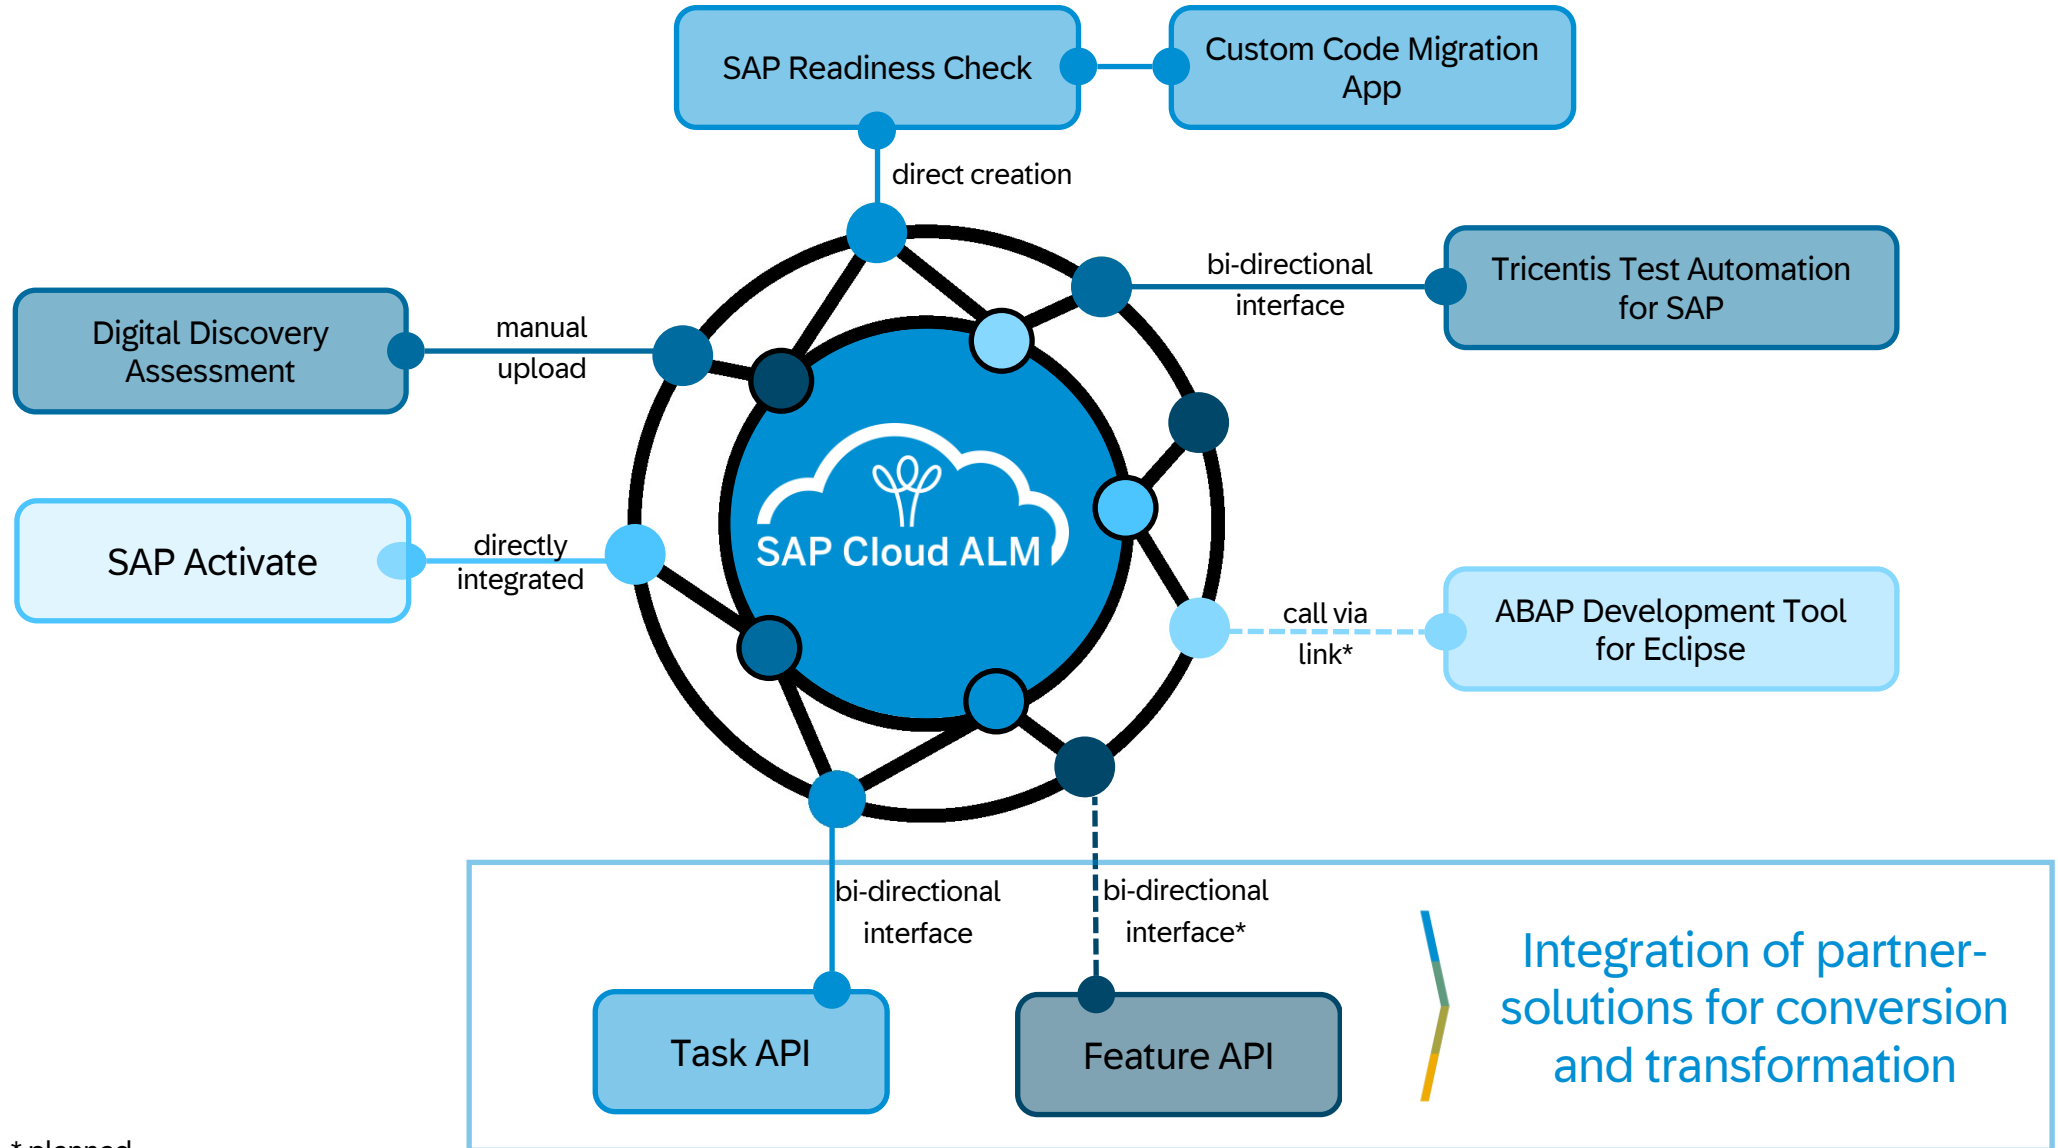 SAP Readiness Check
Custom Code Migration
App
direct creation
bi-directional
interface
Tricentis Test Automation
for SAP
Digital Discovery
Assessment
manual
upload
SAP Activate
directly
integrated
SAP Cloud ALM
call via
link*
ABAP Development Tool
for Eclipse
bi-directional
interface
bi-directional
interface*
Task API
Feature API
Integration of partner-
solutions for conversion
and transformation
* planned